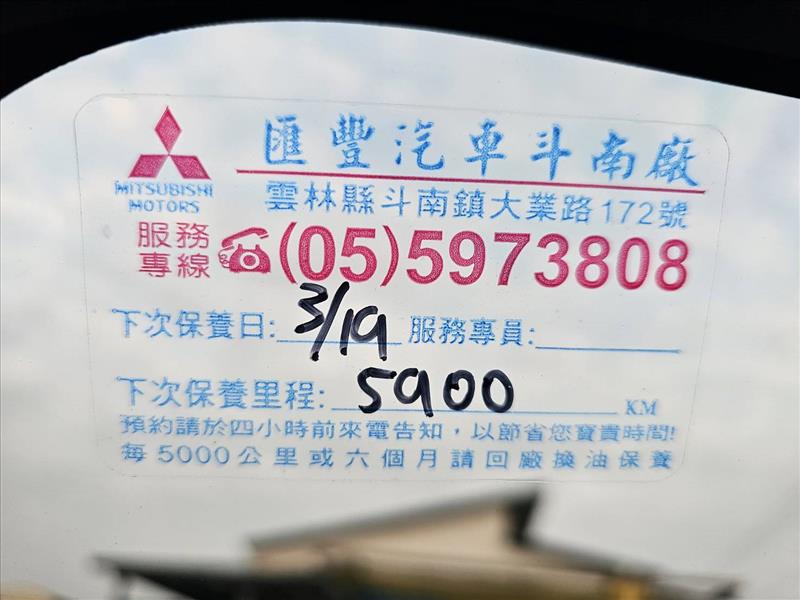 匯豐汽車斗南廠
MITSUBISHI
MOTORS
雲林縣斗南鎮大業路172號
服務
專線
(05)5973808
下次保養日: 3/19 服務專員:
下次保養里程: 5900 KM
預約請於四小時前來電告知，以節省您寶貴時間!
每5000公里或六個月請回廠換油保養